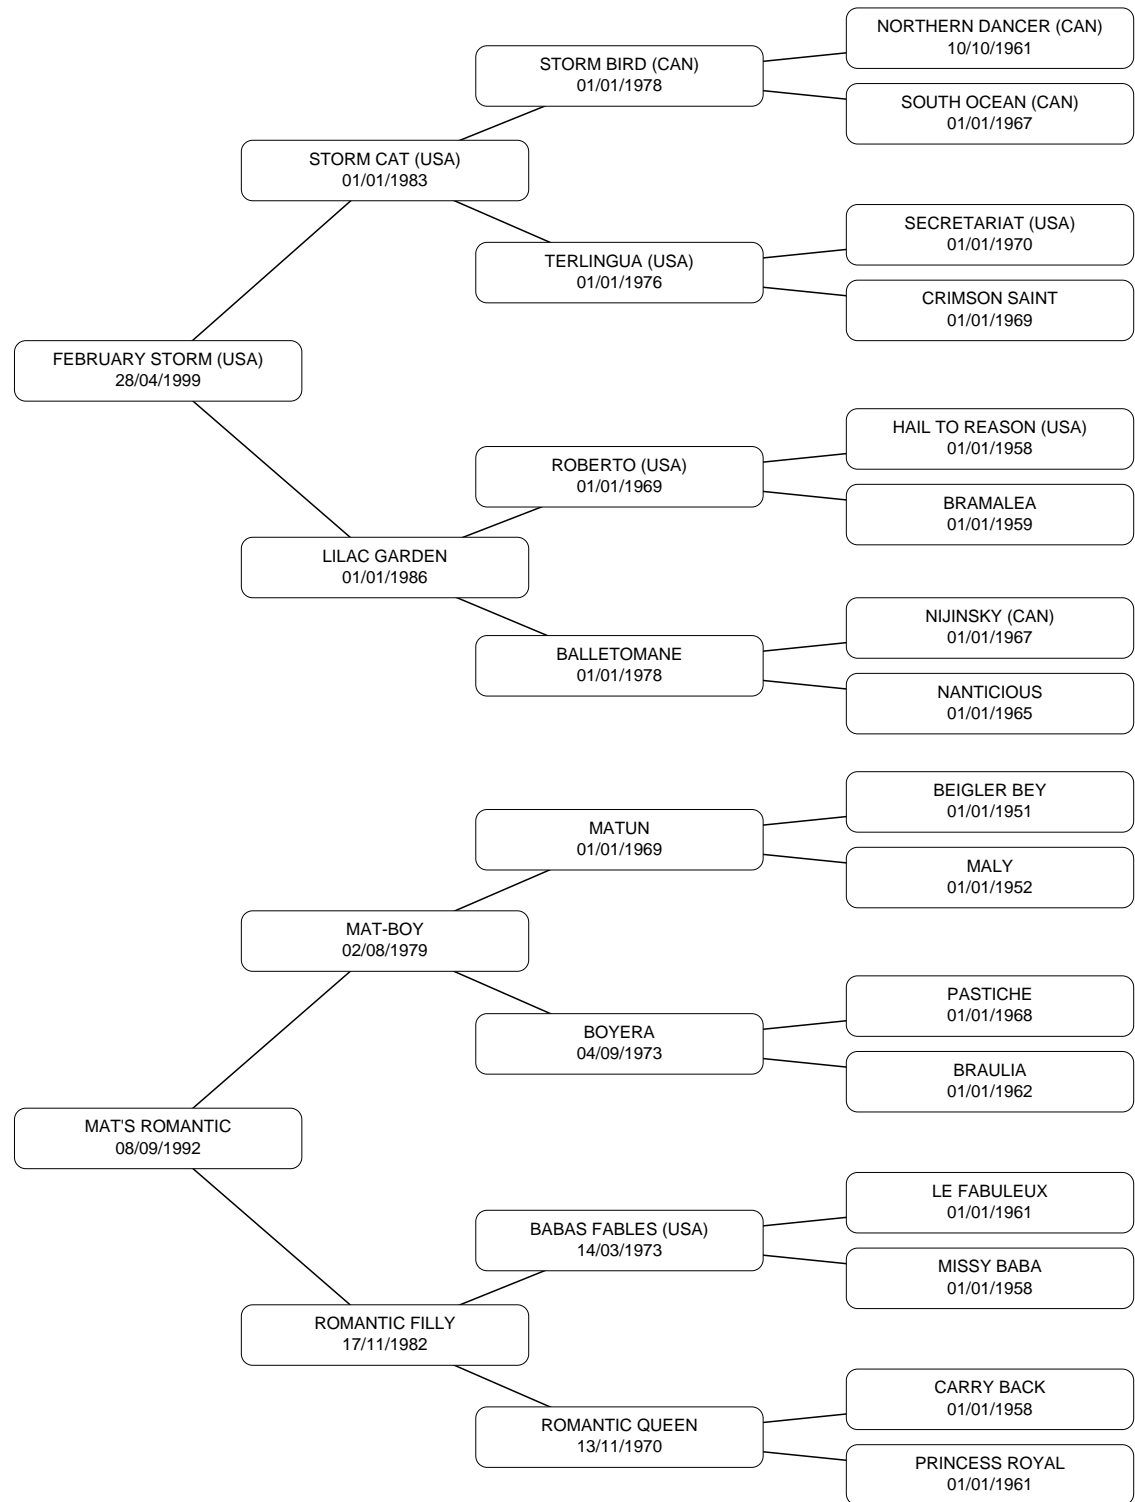 NORTHERN DANCER (CAN)
10/10/1961
STORM BIRD (CAN)
01/01/1978
SOUTH OCEAN (CAN)
01/01/1967
STORM CAT (USA)
01/01/1983
SECRETARIAT (USA)
01/01/1970
TERLINGUA (USA)
01/01/1976
CRIMSON SAINT
01/01/1969
FEBRUARY STORM (USA)
28/04/1999
HAIL TO REASON (USA)
01/01/1958
ROBERTO (USA)
01/01/1969
BRAMALEA
01/01/1959
LILAC GARDEN
01/01/1986
NIJINSKY (CAN)
01/01/1967
BALLETOMANE
01/01/1978
NANTICIOUS
01/01/1965
BEIGLER BEY
01/01/1951
MATUN
01/01/1969
MALY
01/01/1952
MAT-BOY
02/08/1979
PASTICHE
01/01/1968
BOYERA
04/09/1973
BRAULIA
01/01/1962
MAT'S ROMANTIC
08/09/1992
LE FABULEUX
01/01/1961
BABAS FABLES (USA)
14/03/1973
MISSY BABA
01/01/1958
ROMANTIC FILLY
17/11/1982
CARRY BACK
01/01/1958
ROMANTIC QUEEN
13/11/1970
PRINCESS ROYAL
01/01/1961